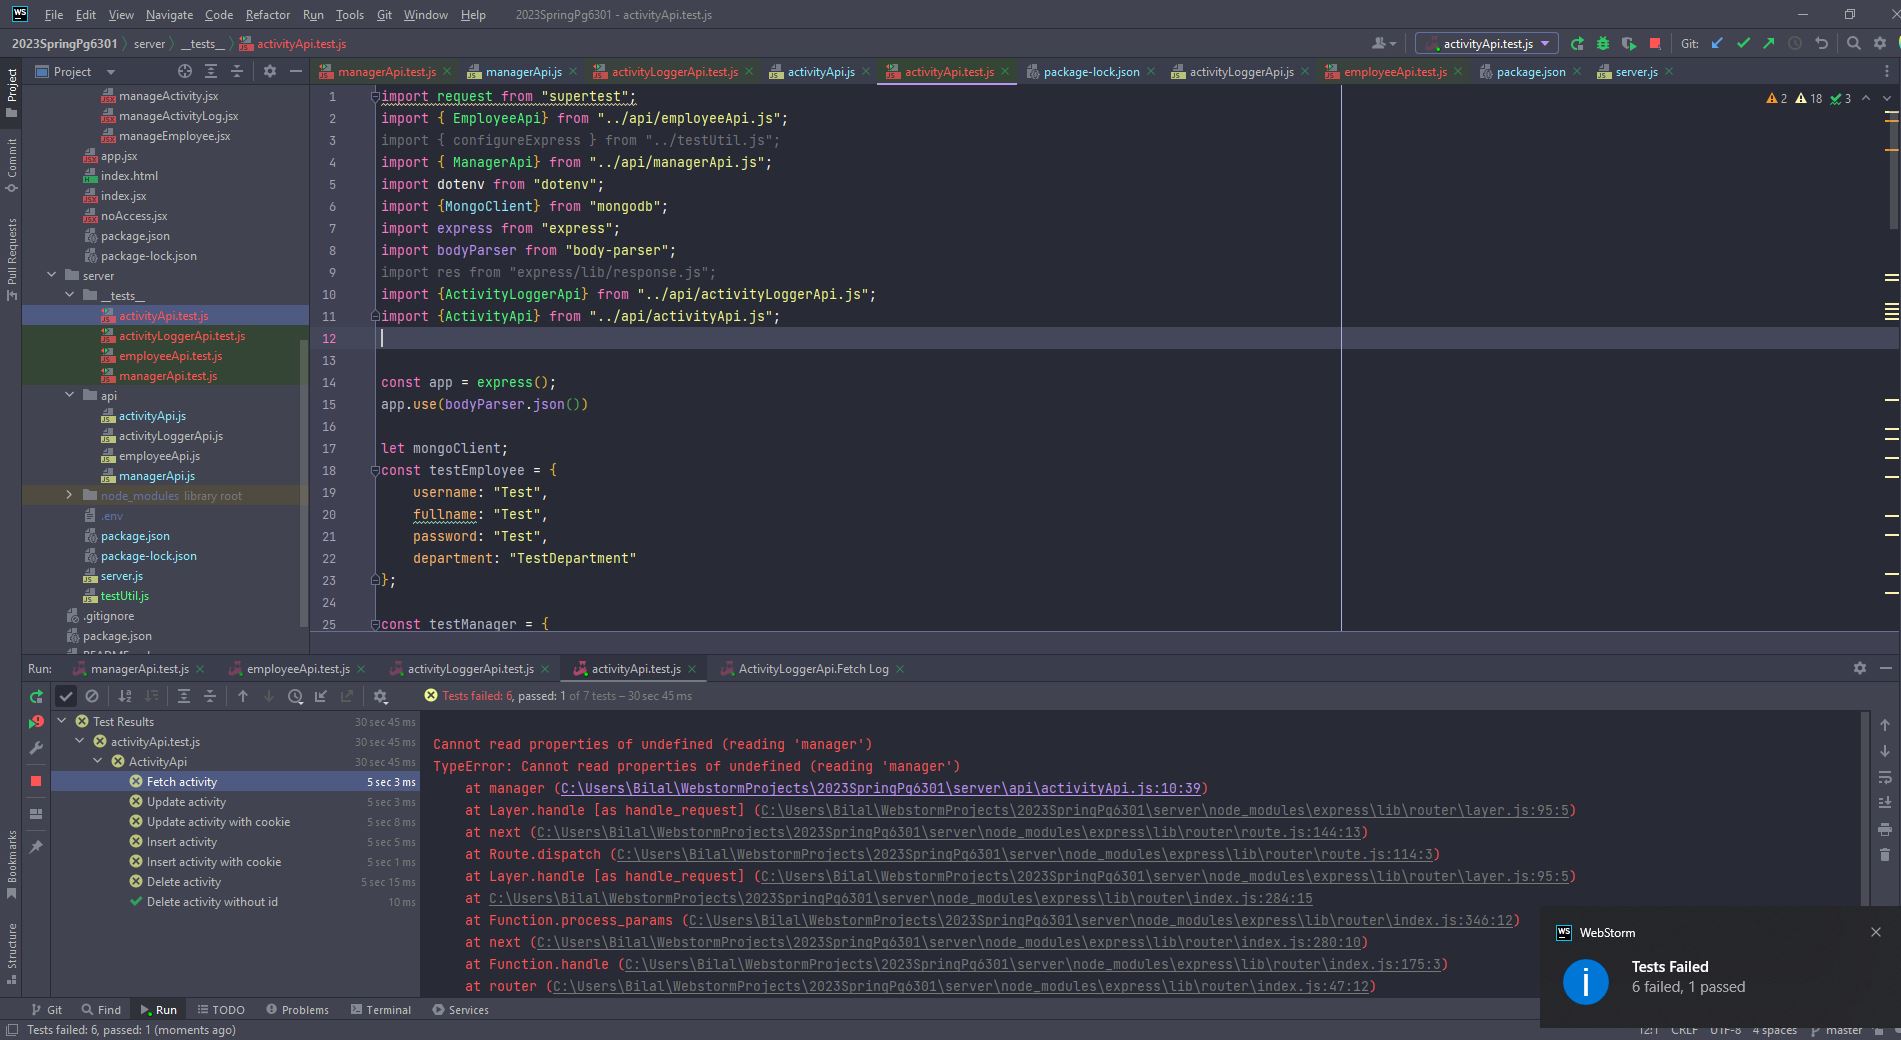 WS File Edit View Navigate Code Refactor Run Tools Git Window Help 2023SpringPg6301 - activityApi.test.js
2023SpringPg6301 server __tests__ activityApi.test.js activityApi.test.js Git:
Project
managerApi.test.js managerApi.js activityLoggerApi.test.js activityApi.js activityApi.test.js package-lock.json activityLoggerApi.js employeeApi.test.js package.json server.js
Project
Commit
Pull Requests
Bookmarks
Structure
manageActivity.jsx
manageActivityLog.jsx
manageEmployee.jsx
app.jsx
index.html
index.jsx
noAccess.jsx
package.json
package-lock.json
server
__tests__
activityApi.test.js
activityLoggerApi.test.js
employeeApi.test.js
managerApi.test.js
api
activityApi.js
activityLoggerApi.js
employeeApi.js
managerApi.js
node_modules library root
.env
package.json
package-lock.json
server.js
testUtil.js
.gitignore
package.json
2 18 3
1 import request from "supertest";
2 import { EmployeeApi} from "../api/employeeApi.js";
3 import { configureExpress } from "../testUtil.js";
4 import { ManagerApi} from "../api/managerApi.js";
5 import dotenv from "dotenv";
6 import {MongoClient} from "mongodb";
7 import express from "express";
8 import bodyParser from "body-parser";
9 import res from "express/lib/response.js";
10 import {ActivityLoggerApi} from "../api/activityLoggerApi.js";
11 import {ActivityApi} from "../api/activityApi.js";
12
13
14 const app = express();
15 app.use(bodyParser.json())
16
17 let mongoClient;
18 const testEmployee = {
19 username: "Test",
20 fullname: "Test",
21 password: "Test",
22 department: "TestDepartment"
23 };
24
25 const testManager = {
Run: managerApi.test.js employeeApi.test.js activityLoggerApi.test.js activityApi.test.js ActivityLoggerApi.Fetch Log
Tests failed: 6, passed: 1 of 7 tests – 30 sec 45 ms
Test Results 30 sec 45 ms
activityApi.test.js 30 sec 45 ms
ActivityApi 30 sec 45 ms
Fetch activity 5 sec 3 ms
Update activity 5 sec 3 ms
Update activity with cookie 5 sec 8 ms
Insert activity 5 sec 5 ms
Insert activity with cookie 5 sec 1 ms
Delete activity 5 sec 15 ms
Delete activity without id 10 ms
Cannot read properties of undefined (reading 'manager')
TypeError: Cannot read properties of undefined (reading 'manager')
at manager (C:\Users\Bilal\WebstormProjects\2023SpringPg6301\server\api\activityApi.js:10:39)
at Layer.handle [as handle_request] (C:\Users\Bilal\WebstormProjects\2023SpringPg6301\server\node_modules\express\lib\router\layer.js:95:5)
at next (C:\Users\Bilal\WebstormProjects\2023SpringPg6301\server\node_modules\express\lib\router\route.js:144:13)
at Route.dispatch (C:\Users\Bilal\WebstormProjects\2023SpringPg6301\server\node_modules\express\lib\router\route.js:114:3)
at Layer.handle [as handle_request] (C:\Users\Bilal\WebstormProjects\2023SpringPg6301\server\node_modules\express\lib\router\layer.js:95:5)
at C:\Users\Bilal\WebstormProjects\2023SpringPg6301\server\node_modules\express\lib\router\index.js:284:15
at Function.process_params (C:\Users\Bilal\WebstormProjects\2023SpringPg6301\server\node_modules\express\lib\router\index.js:346:12)
at next (C:\Users\Bilal\WebstormProjects\2023SpringPg6301\server\node_modules\express\lib\router\index.js:280:10)
at Function.handle (C:\Users\Bilal\WebstormProjects\2023SpringPg6301\server\node_modules\express\lib\router\index.js:175:3)
at router (C:\Users\Bilal\WebstormProjects\2023SpringPg6301\server\node_modules\express\lib\router\index.js:47:12)
WS WebStorm
Tests Failed
6 failed, 1 passed
Git Find Run TODO Problems Terminal Services
Tests failed: 6, passed: 1 (moments ago) 12:1 CRLF UTF-8 4 spaces master